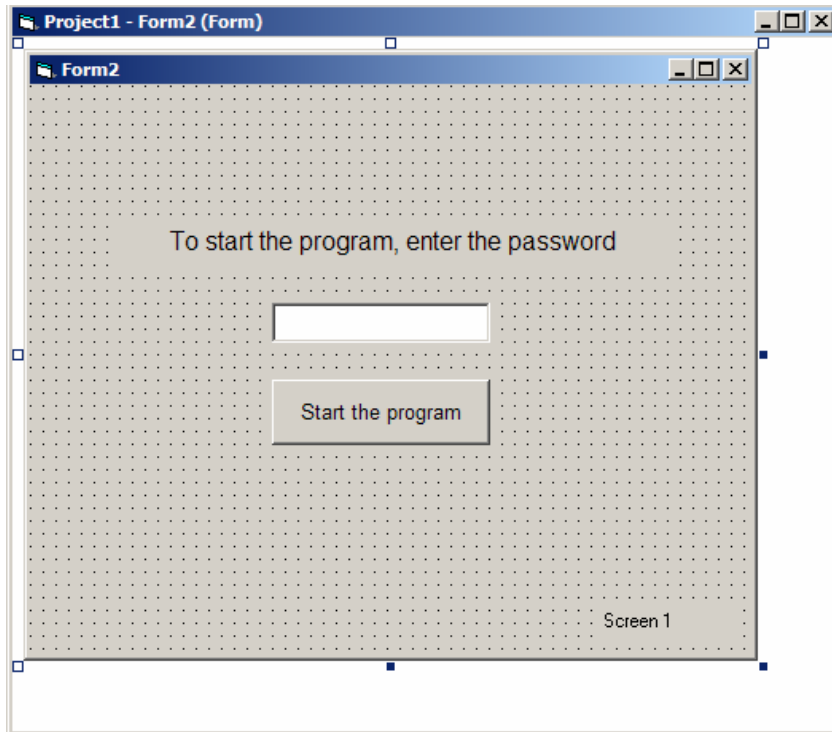 Project1 - Form2 (Form)
Form2
To start the program, enter the password
Start the program
Screen 1